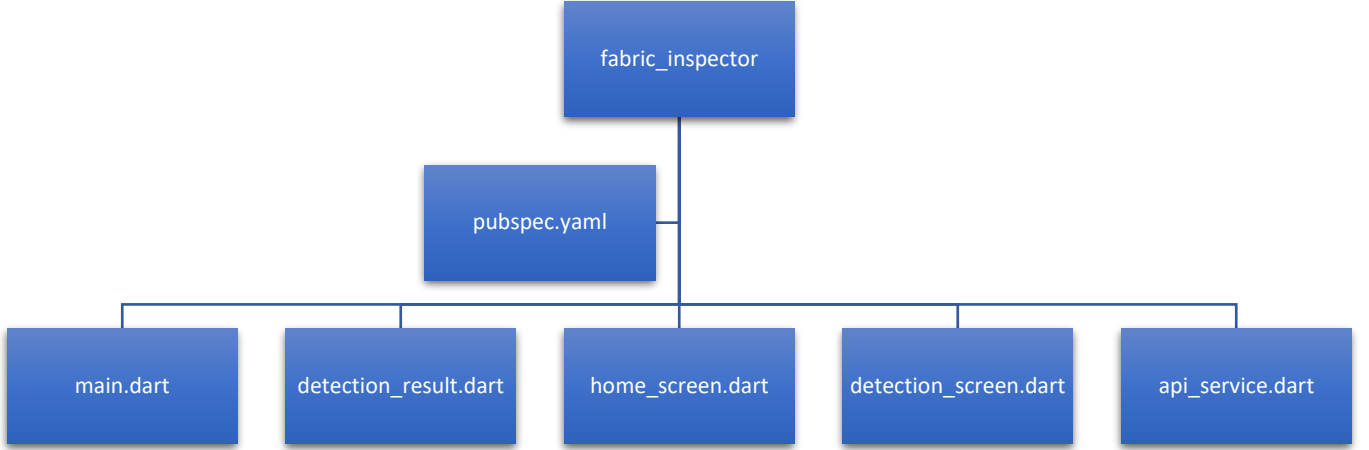 fabric_inspector
pubspec.yaml
main.dart
detection_result.dart
home_screen.dart
detection_screen.dart
api_service.dart